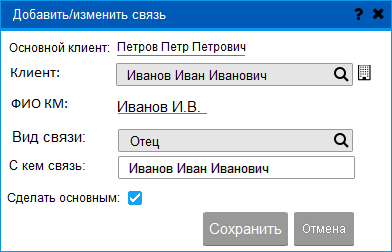 Добавить/изменить связь ? ×
Основной клиент: Петров Петр Петрович
Клиент: Иванов Иван Иванович
ФИО КМ: Иванов И.В.
Вид связи: Отец
С кем связь: Иванов Иван Иванович
Сделать основным:
Сохранить Отмена